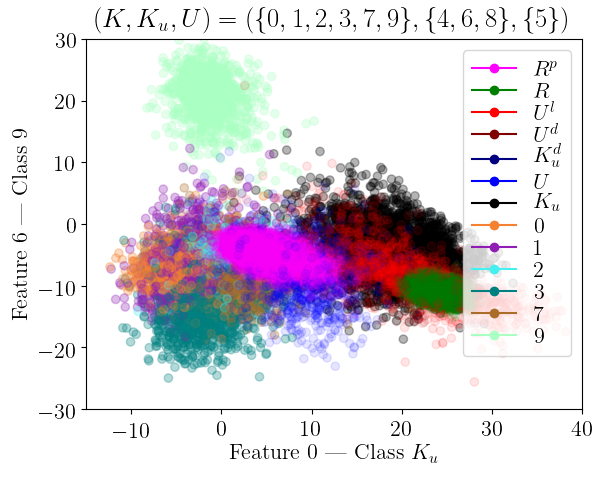 (K, K_u, U) = ({0, 1, 2, 3, 7, 9}, {4, 6, 8}, {5})
30
20
10
0
−10
−20
−30
Feature 6 — Class 9
−10 0 10 20 30 40
Feature 0 — Class K_u
R^p
R
U^l
U^d
K_u^d
U
K_u
0
1
2
3
7
9